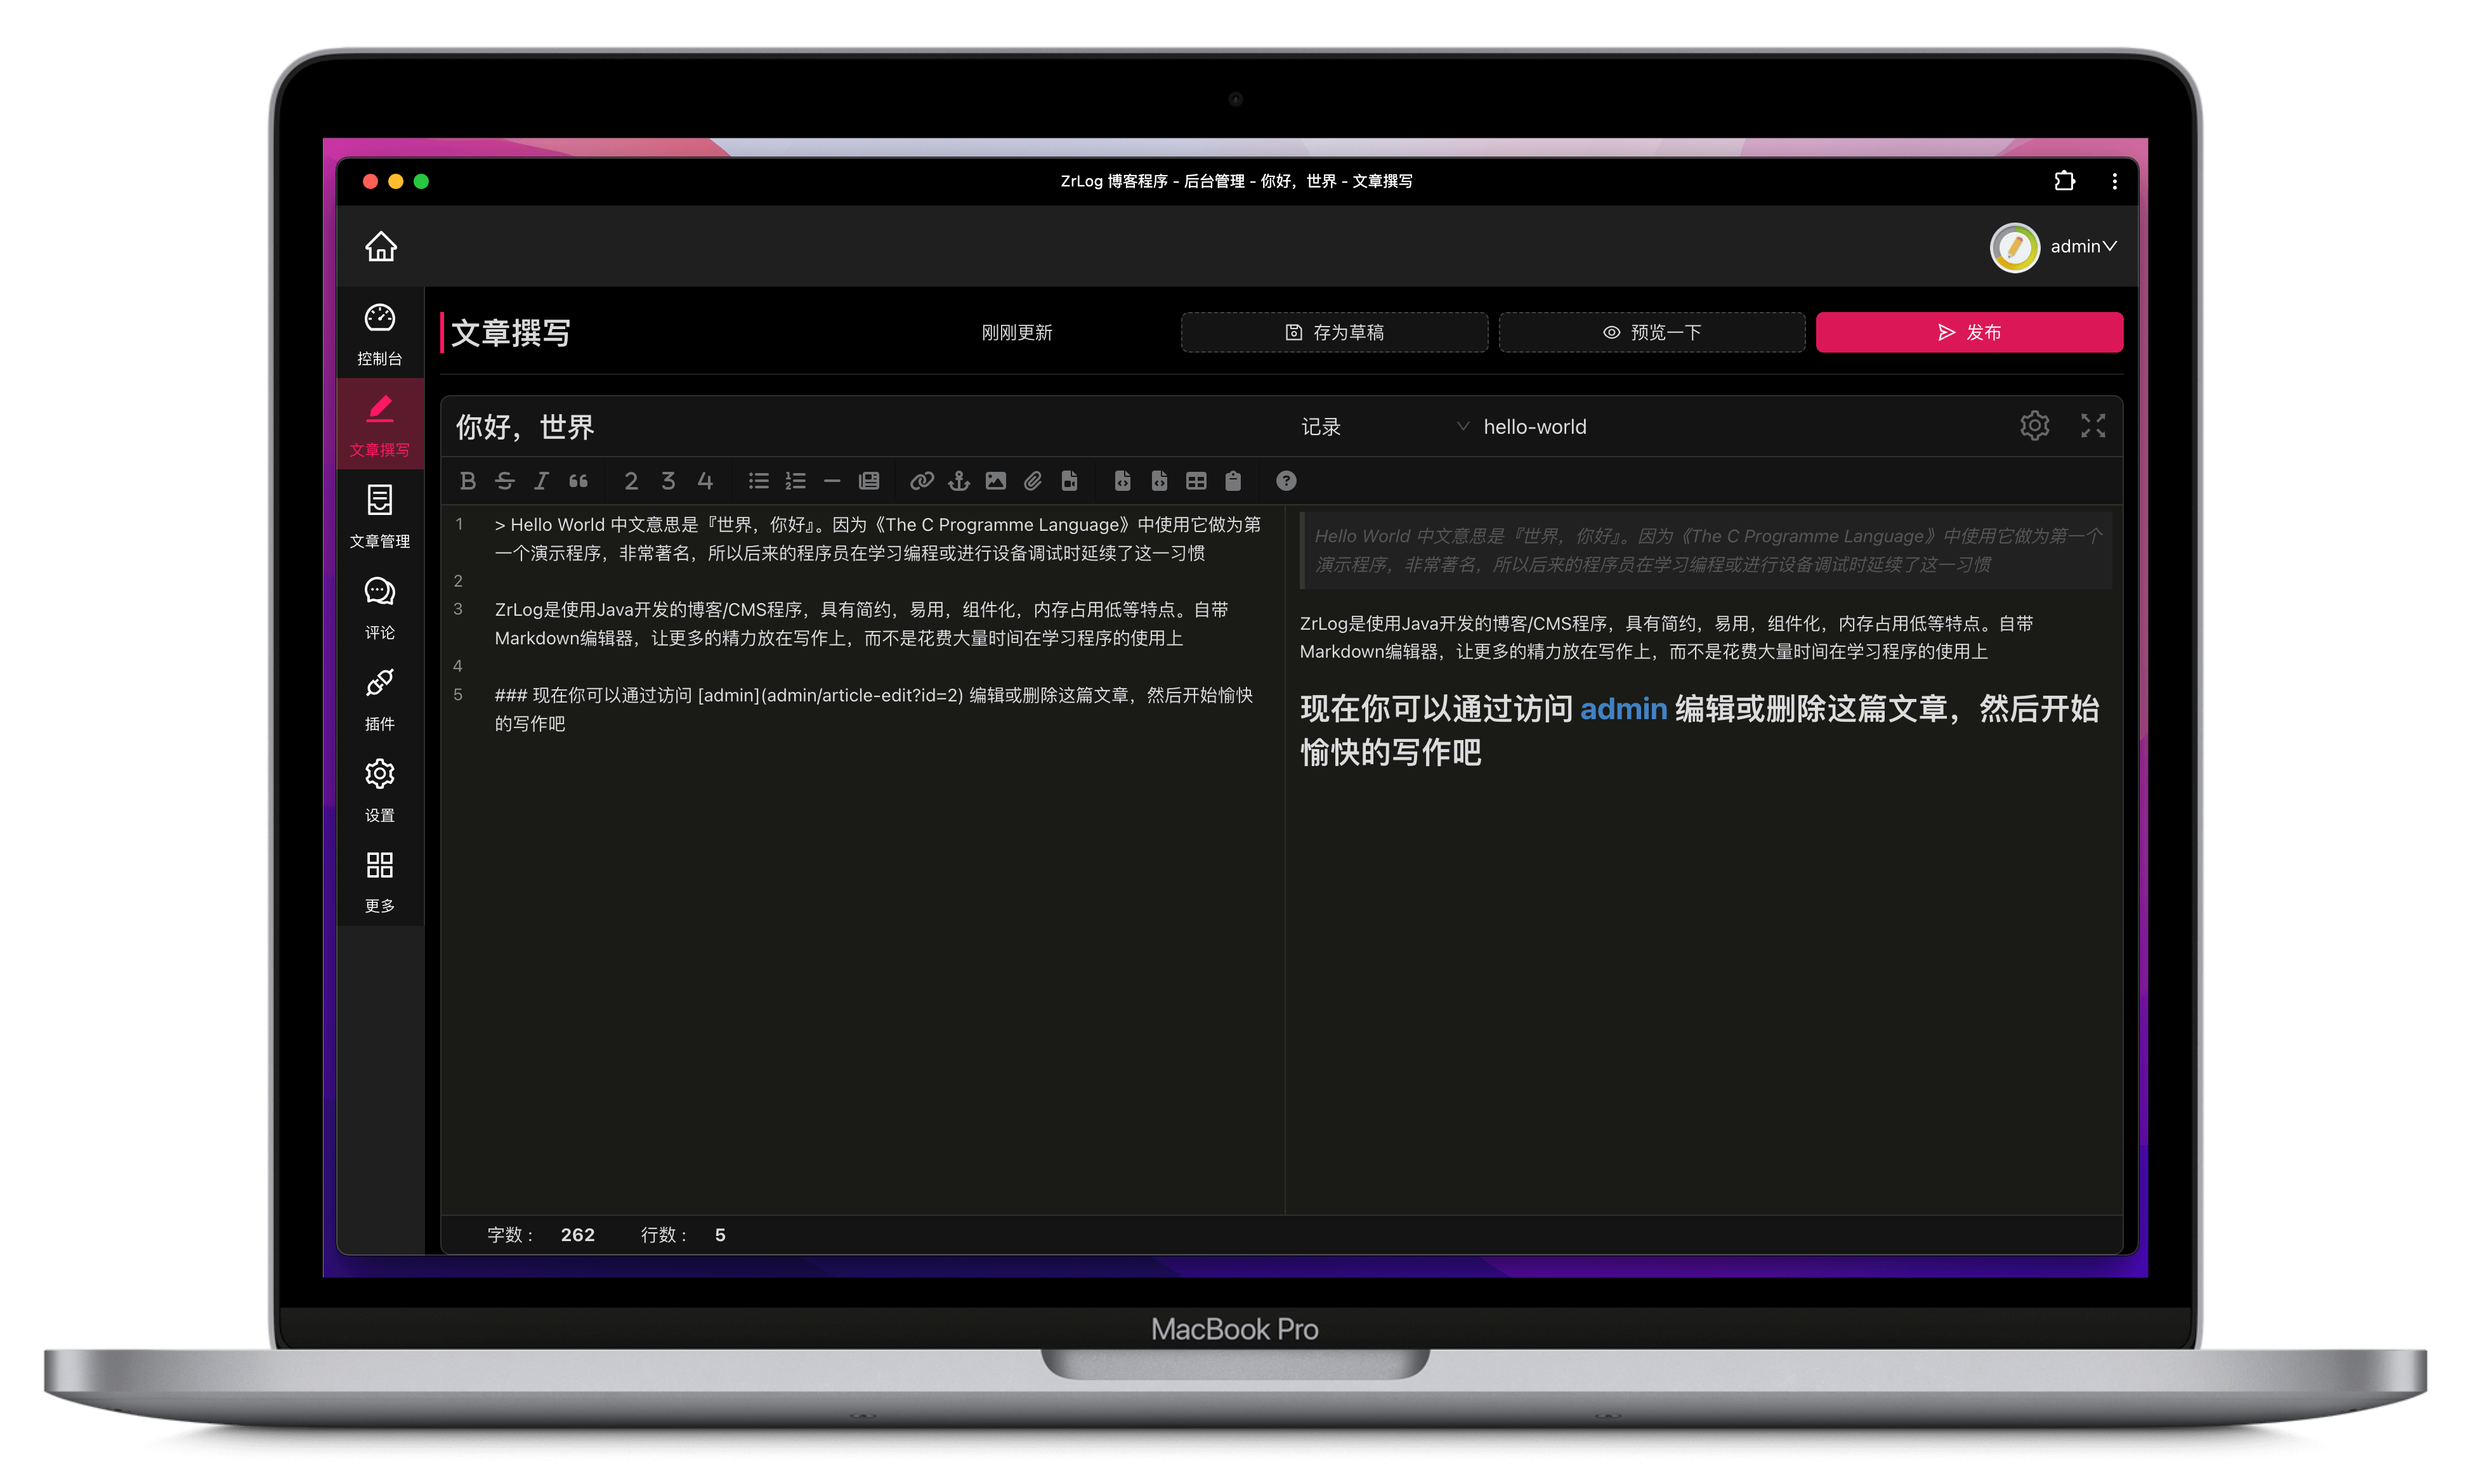 ZrLog 博客程序 - 后台管理 - 你好，世界 - 文章撰写
admin
控制台
文章撰写
文章管理
评论
插件
设置
更多
文章撰写
刚刚更新
存为草稿
预览一下
发布
你好，世界
记录
hello-world
2 3 4
1 > Hello World 中文意思是『世界，你好』。因为《The C Programme Language》中使用它做为第
一个演示程序，非常著名，所以后来的程序员在学习编程或进行设备调试时延续了这一习惯
2
3 ZrLog是使用Java开发的博客/CMS程序，具有简约，易用，组件化，内存占用低等特点。自带
Markdown编辑器，让更多的精力放在写作上，而不是花费大量时间在学习程序的使用上
4
5 ### 现在你可以通过访问 [admin](admin/article-edit?id=2) 编辑或删除这篇文章，然后开始愉快
的写作吧
Hello World 中文意思是『世界，你好』。因为《The C Programme Language》中使用它做为第一个
演示程序，非常著名，所以后来的程序员在学习编程或进行设备调试时延续了这一习惯
ZrLog是使用Java开发的博客/CMS程序，具有简约，易用，组件化，内存占用低等特点。自带
Markdown编辑器，让更多的精力放在写作上，而不是花费大量时间在学习程序的使用上
现在你可以通过访问 admin 编辑或删除这篇文章，然后开始
愉快的写作吧
字数： 262 行数： 5
MacBook Pro